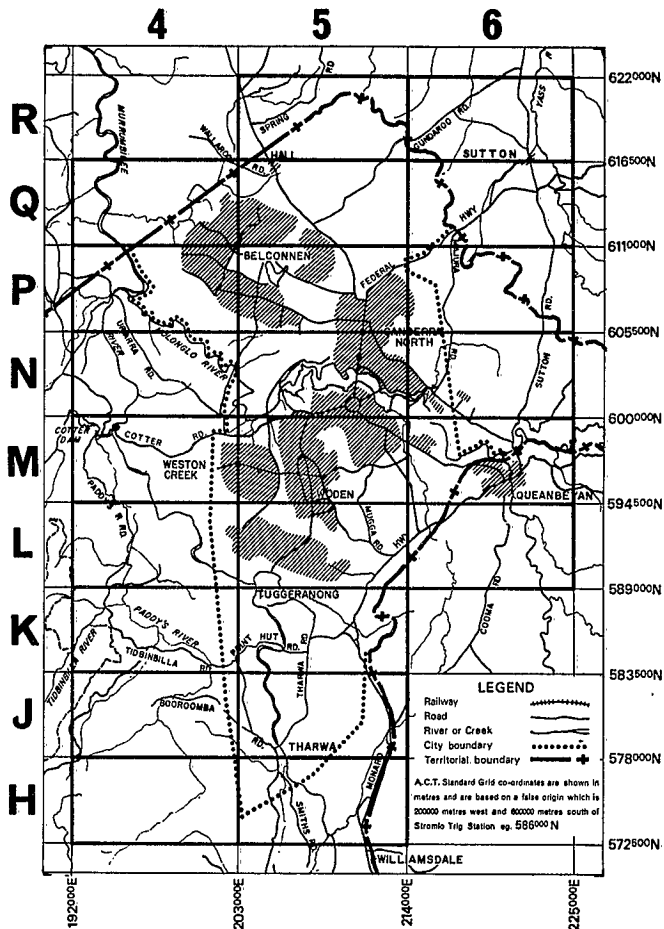 4 5 6
R
Q
P
N
M
L
K
J
H
622000N
616500N
611000N
605500N
600000N
594500N
589000N
583500N
578000N
572500N
192000E
203000E
214000E
225000E
MURRUMBIDGEE
WALLAROO
RD.
SPRING
RD
HALL
GUNDAROO RD.
YASS
R
SUTTON
HWY
FEDERAL
MAJURA
RD
SUTTON
RD.
BELCONNEN
CANBERRA
NORTH
URIARRA
RIVER
RD.
MOLONGLO RIVER
COTTER
DAM
COTTER
RD.
WESTON
CREEK
WODEN
MUGGA RD.
HWY
QUEANBEYAN
PADDY'S R RD.
TUGGERANONG
COOMA
RD
PADDY'S RIVER
TIDBINBILLA
RD
TIDBINBILLA RIVER
POINT HUT RD.
THARWA RD
BOOROOMBA
RD.
THARWA
SMITHS RD
MONARO
WILLIAMSDALE
LEGEND
Railway
Road
River or Creek
City boundary
Territorial boundary
A.C.T. Standard Grid co-ordinates are shown in
metres and are based on a false origin which is
200000 metres west and 600000 metres south of
Stromlo Trig Station eg. 586000 N